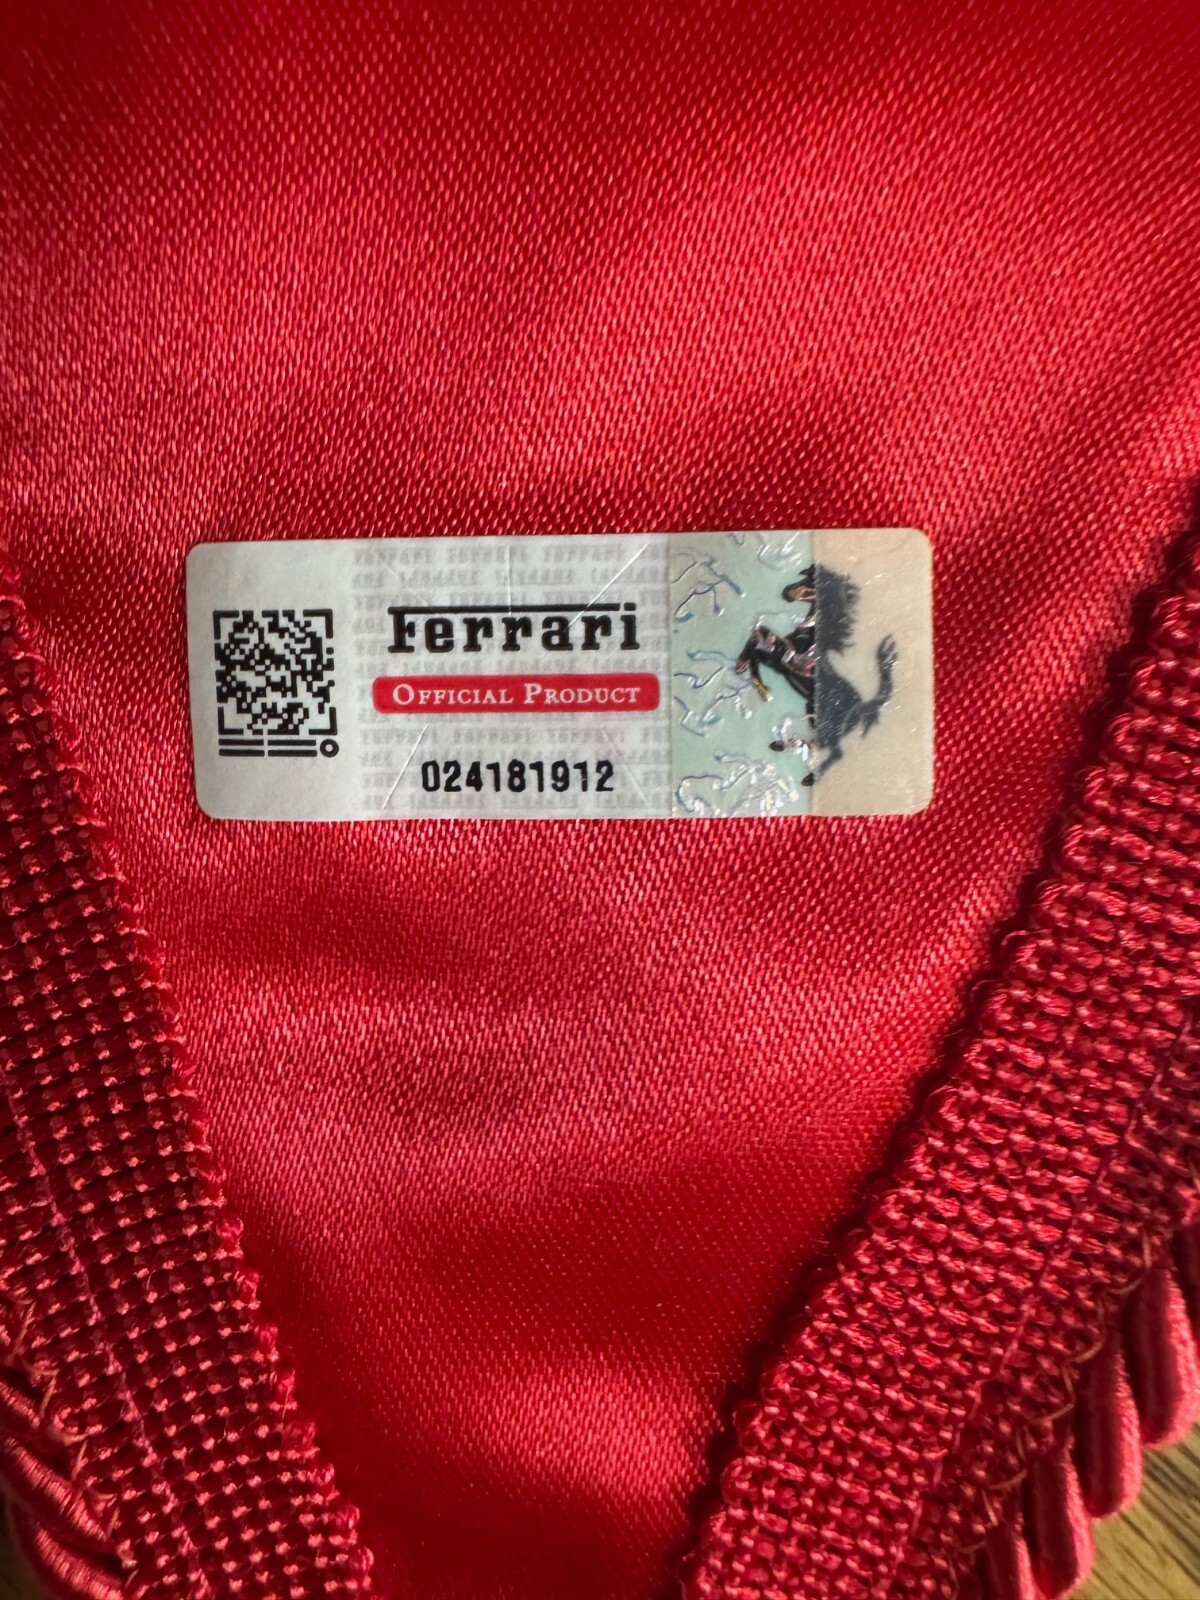 Ferrari
OFFICIAL PRODUCT
024181912